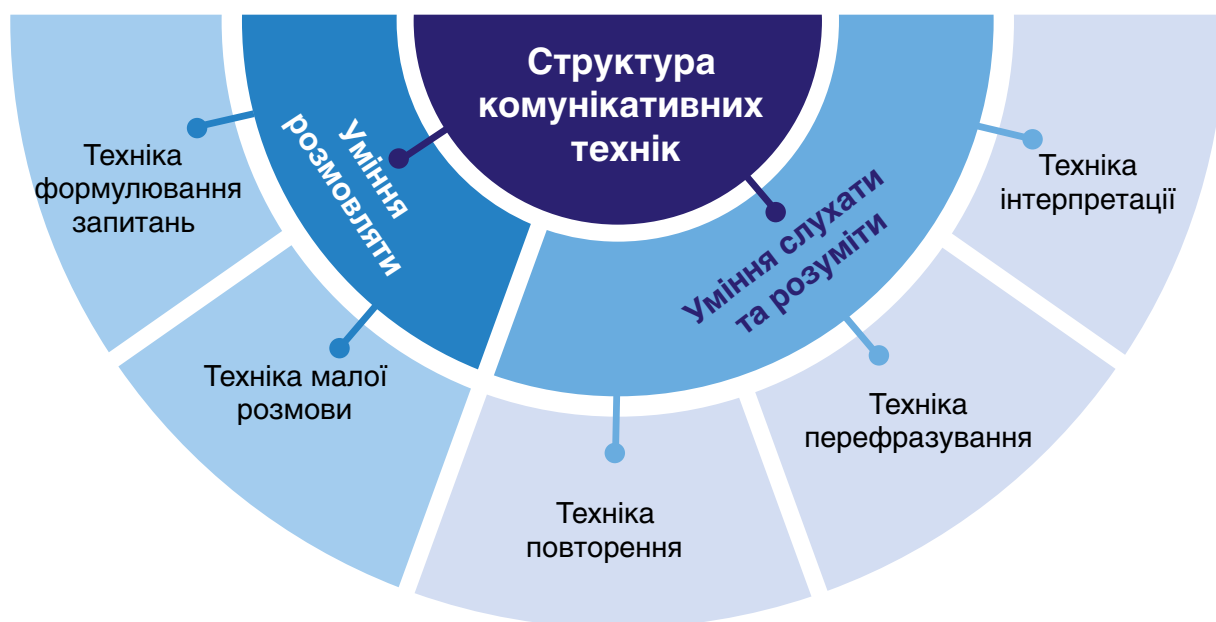 Структура
комунікативних
технік
Уміння
розмовляти
Уміння слухати
та розуміти
Техніка
формулювання
запитань
Техніка малої
розмови
Техніка
повторення
Техніка
перефразування
Техніка
інтерпретації